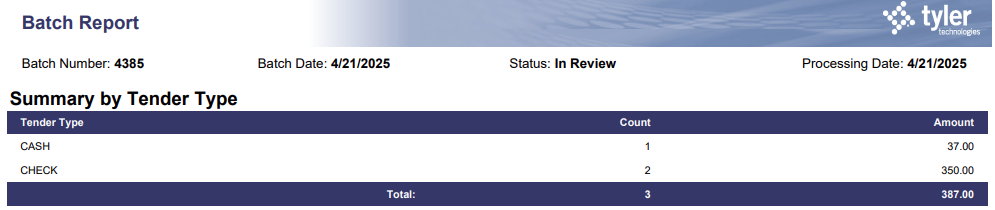 Batch Report
tyler
technologies
Batch Number: 4385 Batch Date: 4/21/2025 Status: In Review Processing Date: 4/21/2025
Summary by Tender Type
Tender Type Count Amount
CASH 1 37.00
CHECK 2 350.00
Total: 3 387.00